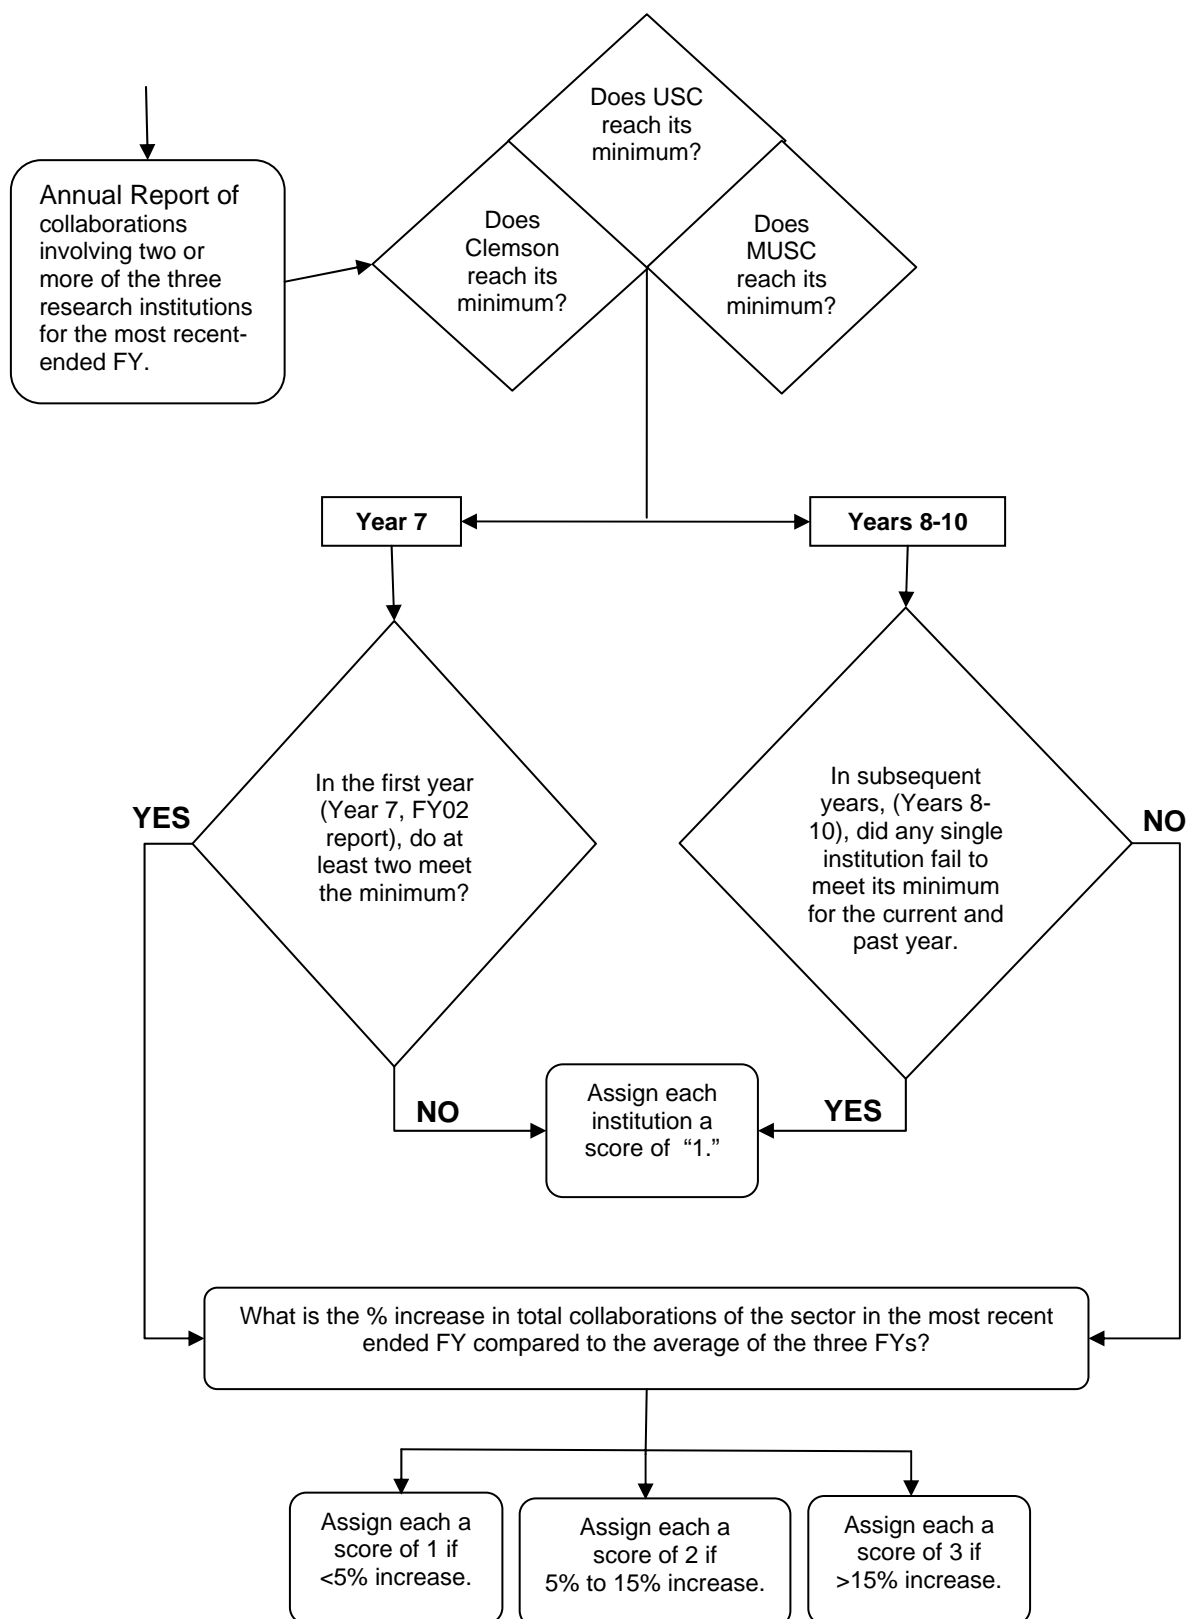 Does USC
reach its
minimum?
Annual Report of
collaborations
involving two or
more of the three
research institutions
for the most recent-
ended FY.
Does
Clemson
reach its
minimum?
Does
MUSC
reach its
minimum?
Year 7
Years 8-10
YES
In the first year
(Year 7, FY02
report), do at
least two meet
the minimum?
In subsequent
years, (Years 8-
10), did any single
institution fail to
meet its minimum
for the current and
past year.
NO
NO
Assign each
institution a
score of “1.”
YES
What is the % increase in total collaborations of the sector in the most recent
ended FY compared to the average of the three FYs?
Assign each a
score of 1 if
<5% increase.
Assign each a
score of 2 if
5% to 15% increase.
Assign each a
score of 3 if
>15% increase.